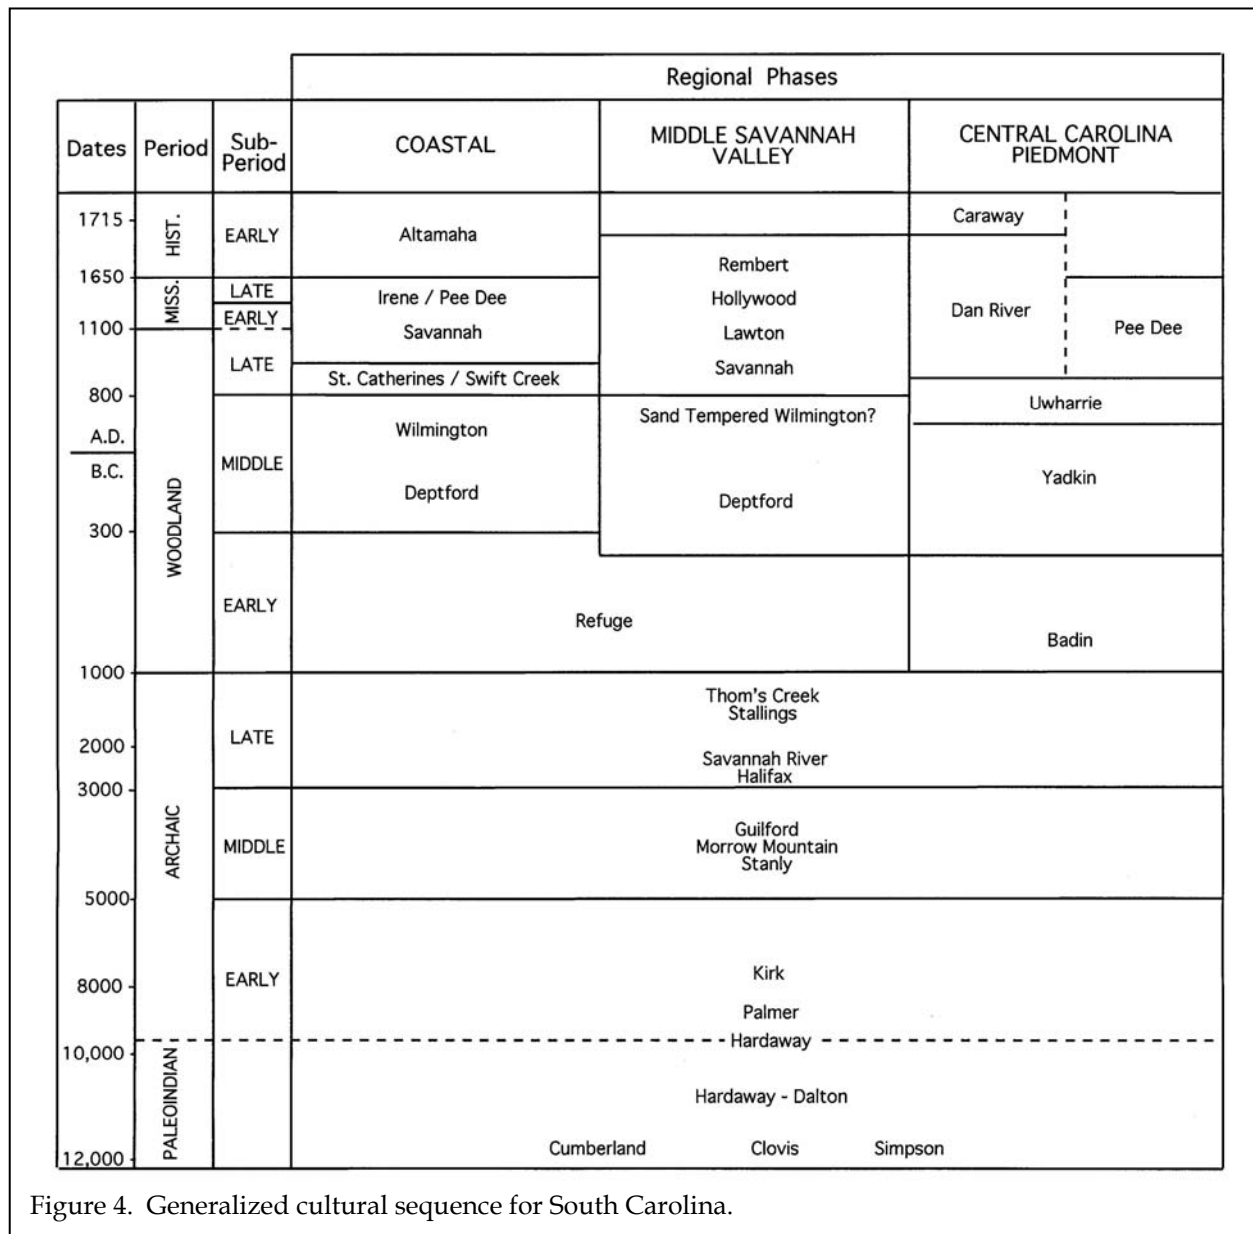 Regional Phases
Dates Period Sub-Period COASTAL MIDDLE SAVANNAH VALLEY CENTRAL CAROLINA PIEDMONT
1715 HIST. EARLY Altamaha Caraway
1650 Rembert
MISS. LATE Irene / Pee Dee Hollywood Dan River Pee Dee
EARLY
1100 Savannah Lawton
LATE St. Catherines / Swift Creek Savannah
800 Uwharrie
A.D. Wilmington Sand Tempered Wilmington?
B.C. WOODLAND MIDDLE Deptford Deptford Yadkin
300
EARLY Refuge Badin
1000
Thom's Creek
Stallings
LATE
2000 Savannah River
Halifax
3000
ARCHAIC MIDDLE Guilford
Morrow Mountain
Stanly
5000
8000 EARLY Kirk
Palmer
Hardaway
10,000
PALEOINDIAN Hardaway - Dalton
12,000 Cumberland Clovis Simpson
Figure 4. Generalized cultural sequence for South Carolina.